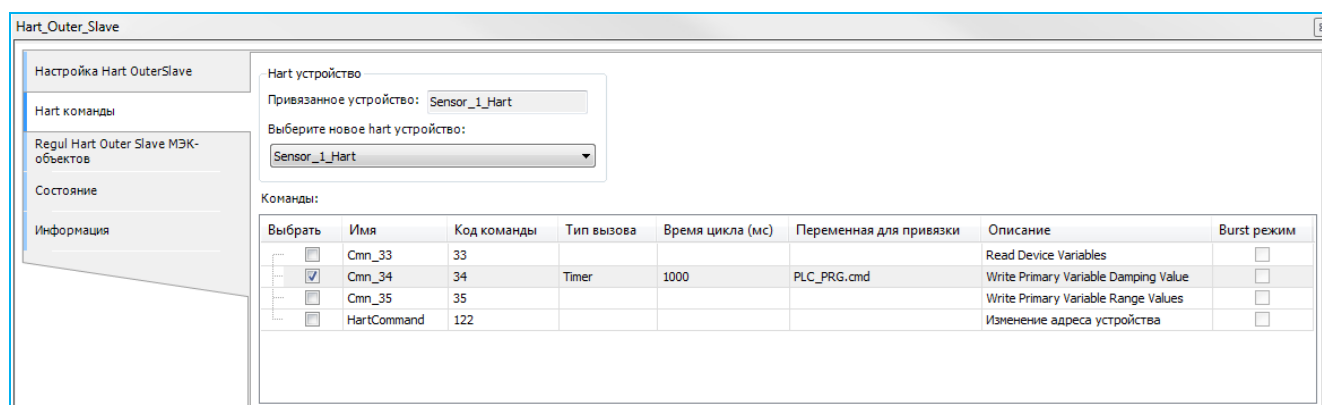 Hart_Outer_Slave
Настройка Hart OuterSlave
Hart команды
Regul Hart Outer Slave МЭК-
объектов
Состояние
Информация
Hart устройство
Привязанное устройство: Sensor_1_Hart
Выберите новое hart устройство:
Sensor_1_Hart
Команды:
Выбрать Имя Код команды Тип вызова Время цикла (мс) Переменная для привязки Описание Burst режим
Cmn_33 33 Read Device Variables
Cmn_34 34 Timer 1000 PLC_PRG.cmd Write Primary Variable Damping Value
Cmn_35 35 Write Primary Variable Range Values
HartCommand 122 Изменение адреса устройства